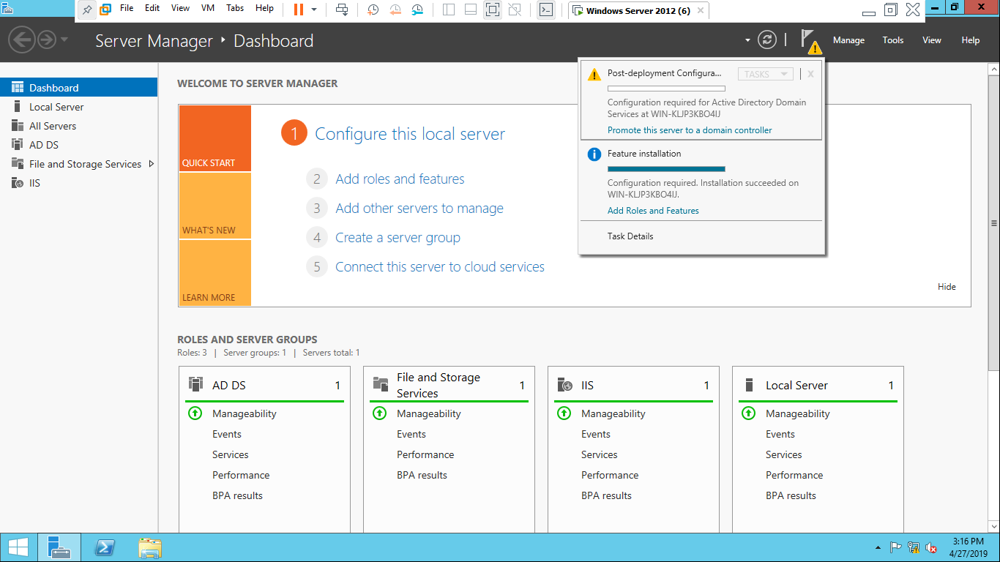 File Edit View VM Tabs Help
Windows Server 2012 (6)
Server Manager Dashboard
Manage Tools View Help
Dashboard
Local Server
All Servers
AD DS
File and Storage Services
IIS
WELCOME TO SERVER MANAGER
QUICK START
WHAT'S NEW
LEARN MORE
1 Configure this local server
2 Add roles and features
3 Add other servers to manage
4 Create a server group
5 Connect this server to cloud services
Hide
Post-deployment Configura...
TASKS
X
Configuration required for Active Directory Domain
Services at WIN-KLJP3KBO4IJ
Promote this server to a domain controller
Feature installation
Configuration required. Installation succeeded on
WIN-KLJP3KBO4IJ.
Add Roles and Features
Task Details
ROLES AND SERVER GROUPS
Roles: 3 | Server groups: 1 | Servers total: 1
AD DS 1
Manageability
Events
Services
Performance
BPA results
File and Storage
Services
1
Manageability
Events
Performance
BPA results
IIS 1
Manageability
Events
Services
Performance
BPA results
Local Server 1
Manageability
Events
Services
Performance
BPA results
3:16 PM
4/27/2019